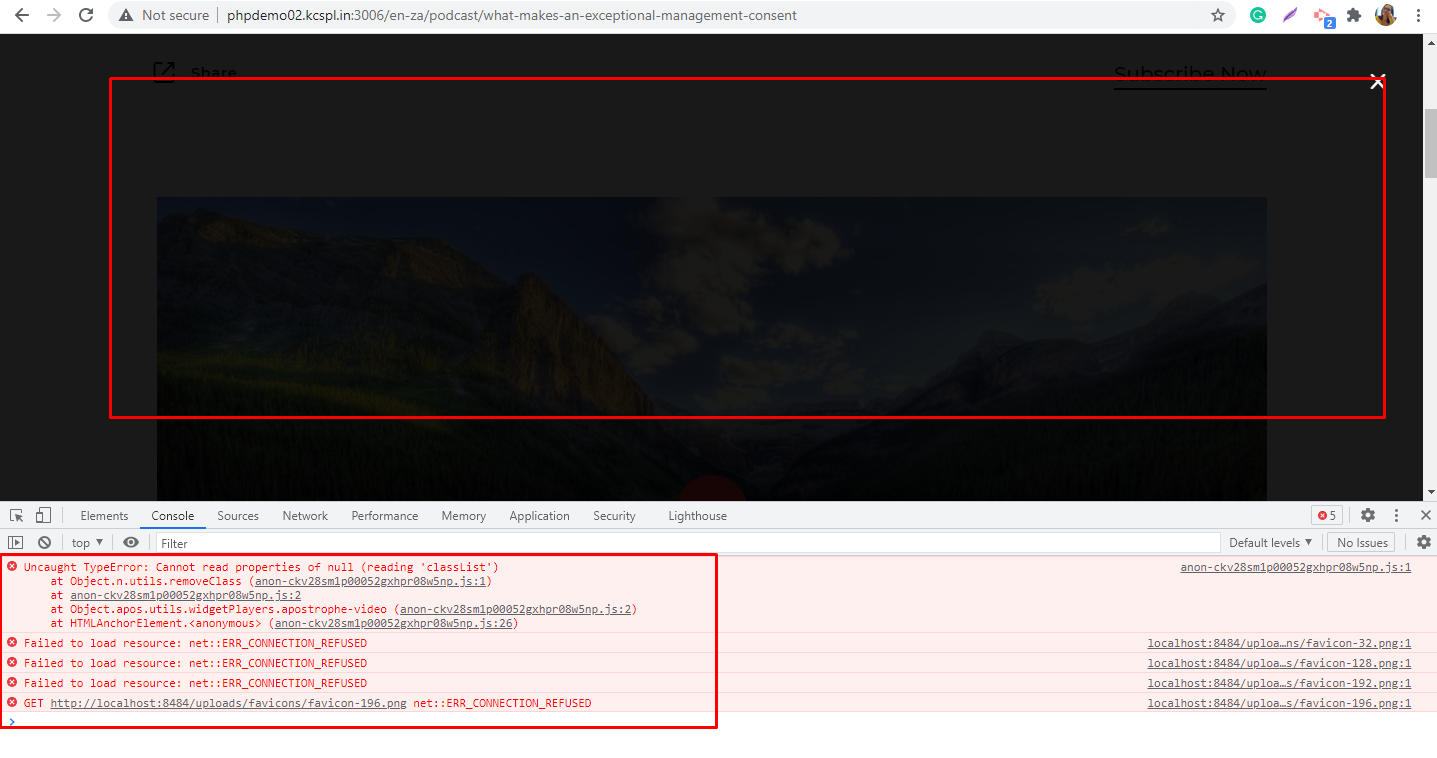 Not secure phpdemo02.kcspl.in:3006/en-za/podcast/what-makes-an-exceptional-management-consent
2
Share
Subscribe Now
Elements Console Sources Network Performance Memory Application Security Lighthouse 5
top ▼ Filter Default levels ▼ No Issues
Uncaught TypeError: Cannot read properties of null (reading 'classList') anon-ckv28sm1p00052gxhpr08w5np.js:1
at Object.n.utils.removeClass (anon-ckv28sm1p00052gxhpr08w5np.js:1)
at anon-ckv28sm1p00052gxhpr08w5np.js:2
at Object.apos.utils.widgetPlayers.apostrophe-video (anon-ckv28sm1p00052gxhpr08w5np.js:2)
at HTMLAnchorElement.<anonymous> (anon-ckv28sm1p00052gxhpr08w5np.js:26)
Failed to load resource: net::ERR_CONNECTION_REFUSED localhost:8484/uploa…ns/favicon-32.png:1
Failed to load resource: net::ERR_CONNECTION_REFUSED localhost:8484/uploa…s/favicon-128.png:1
Failed to load resource: net::ERR_CONNECTION_REFUSED localhost:8484/uploa…s/favicon-192.png:1
GET http://localhost:8484/uploads/favicons/favicon-196.png net::ERR_CONNECTION_REFUSED localhost:8484/uploa…s/favicon-196.png:1